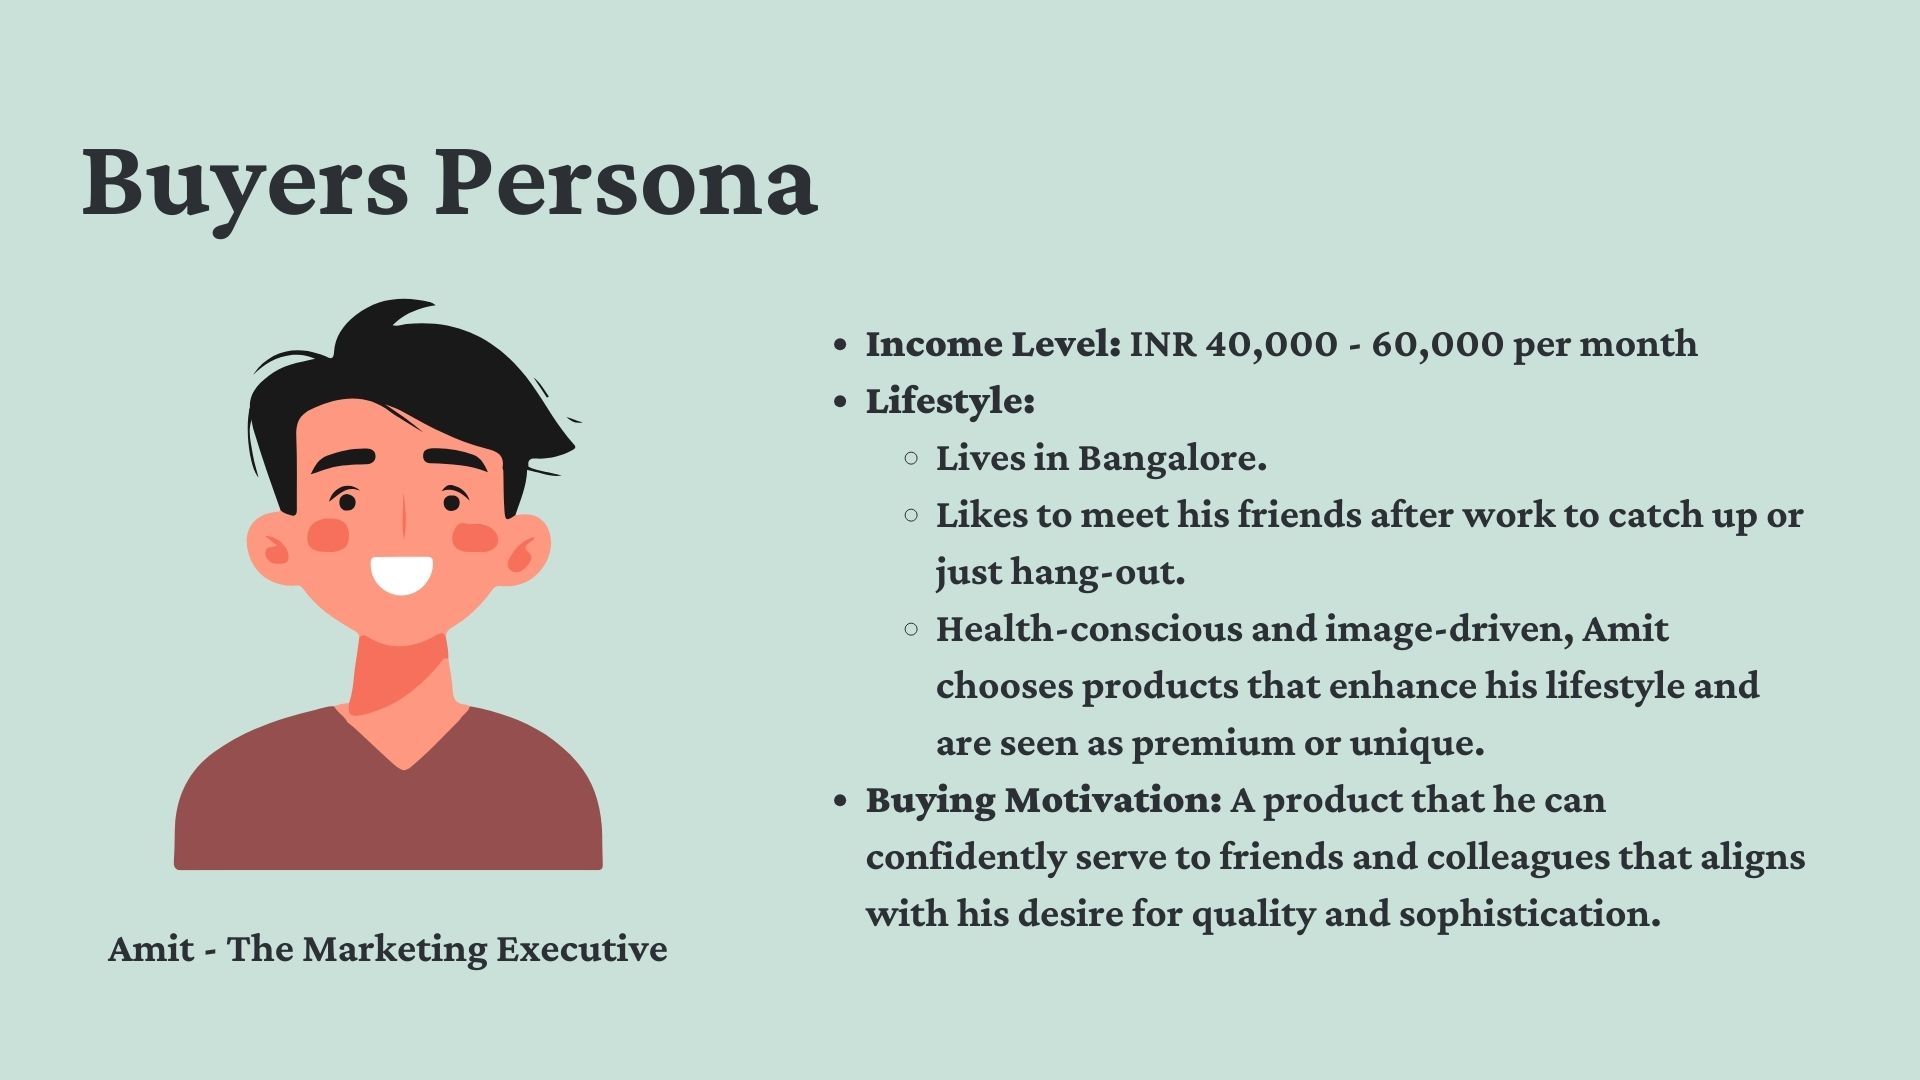 Buyers Persona
• Income Level: INR 40,000 - 60,000 per month
• Lifestyle:
○ Lives in Bangalore.
○ Likes to meet his friends after work to catch up or
just hang-out.
○ Health-conscious and image-driven, Amit
chooses products that enhance his lifestyle and
are seen as premium or unique.
• Buying Motivation: A product that he can
confidently serve to friends and colleagues that aligns
with his desire for quality and sophistication.
Amit - The Marketing Executive